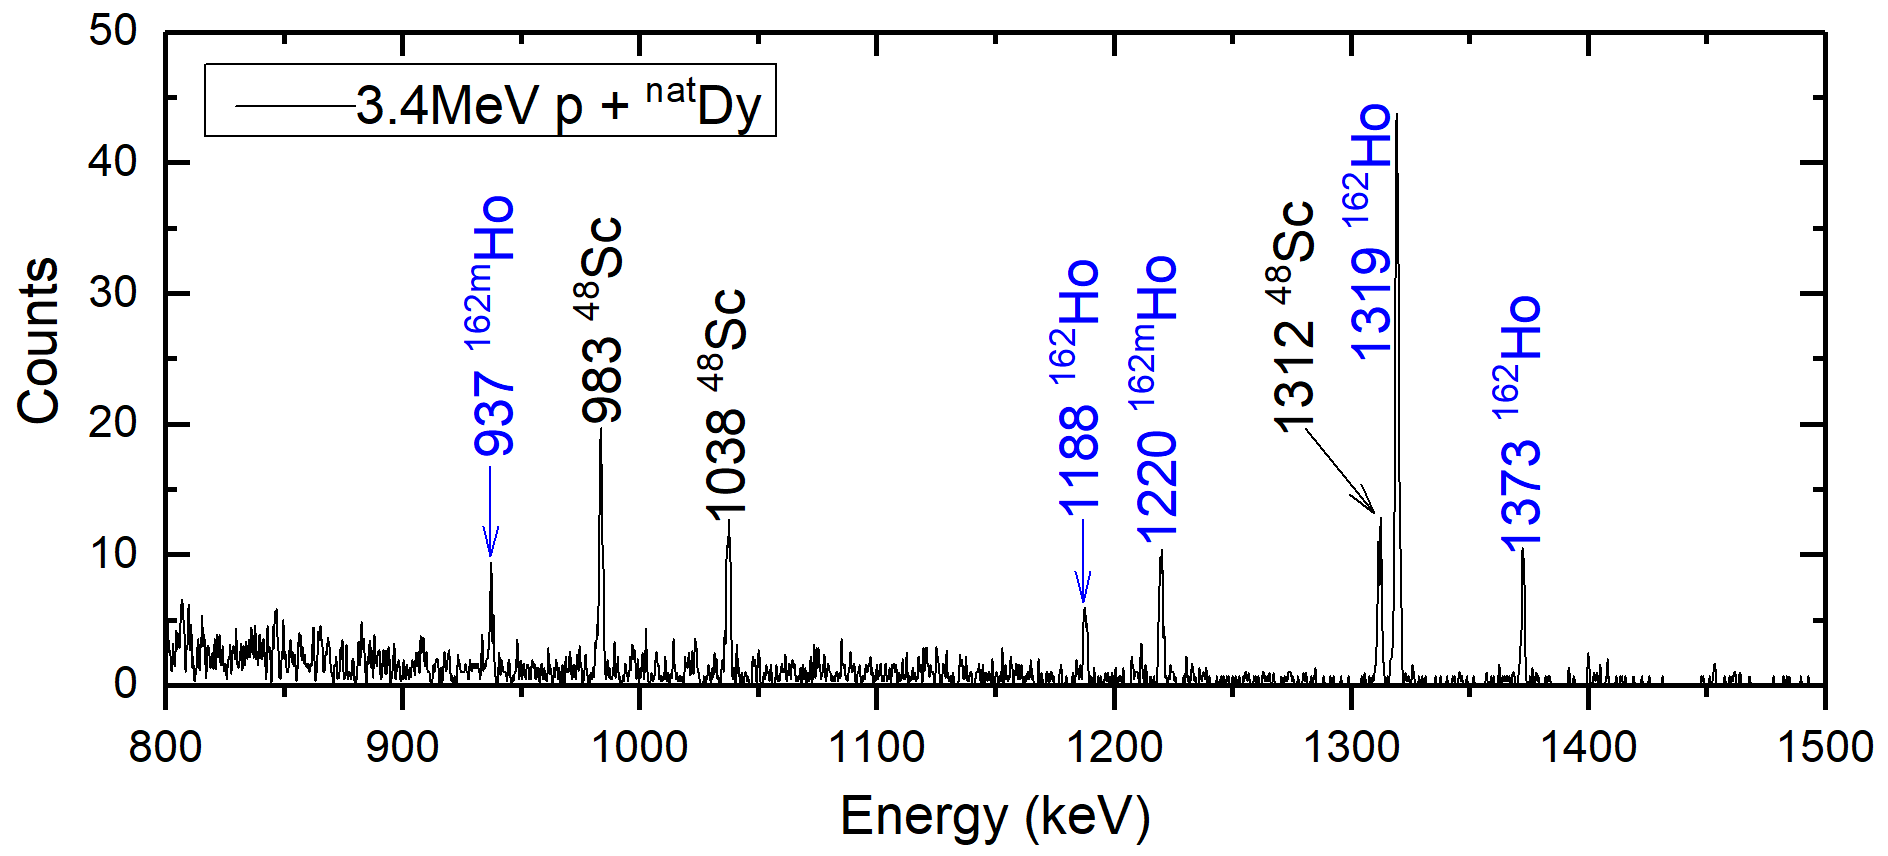 50
40
30
20
10
0
Counts
3.4MeV p + ⁿᵃᵗDy
937 ¹⁶²ᵐHo
983 ⁴⁸Sc
1038 ⁴⁸Sc
1188 ¹⁶²Ho
1220 ¹⁶²ᵐHo
1312 ⁴⁸Sc
1319 ¹⁶²Ho
1373 ¹⁶²Ho
800 900 1000 1100 1200 1300 1400 1500
Energy (keV)